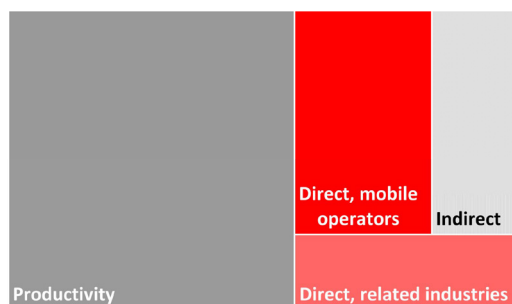 Productivity
Direct, mobile
operators
Indirect
Direct, related industries